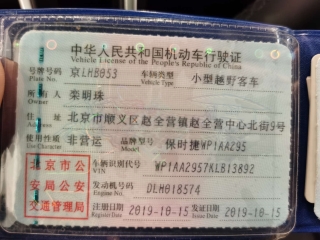 中华人民共和国机动车行驶证
Vehicle License of the People's Republic of China
号牌号码 京LHB853 车辆类型 小型越野客车
Plate No. Vehicle Type
所有人 栾明珠
Owner
住址 北京市顺义区赵全营镇赵全营中心北街9号
Address
使用性质 非营运 品牌型号 保时捷WP1AA295
Use Character Model
北京市公 车辆识别代号 WP1AA2957KLB13892
VIN
安局公安 发动机号码 DLH018574
Engine No.
交通管理局 注册日期 2019-10-15 发证日期 2019-10-15
Register Date Issue Date